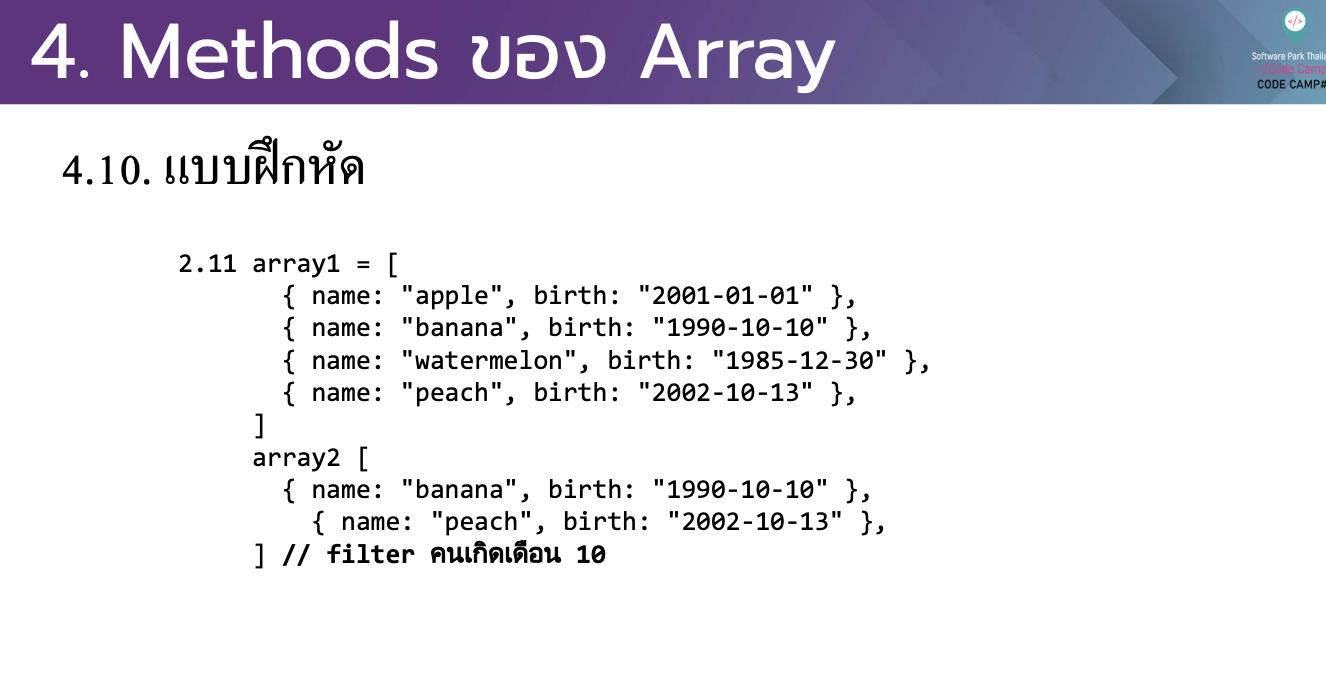 4. Methods ของ Array
</>
Software Park Thaila
</Code Camp
CODE CAMP#
4.10. แบบฝึกหัด
2.11 array1 = [
{ name: "apple", birth: "2001-01-01" },
{ name: "banana", birth: "1990-10-10" },
{ name: "watermelon", birth: "1985-12-30" },
{ name: "peach", birth: "2002-10-13" },
]
array2 [
{ name: "banana", birth: "1990-10-10" },
{ name: "peach", birth: "2002-10-13" },
] // filter คนเกิดเดือน 10